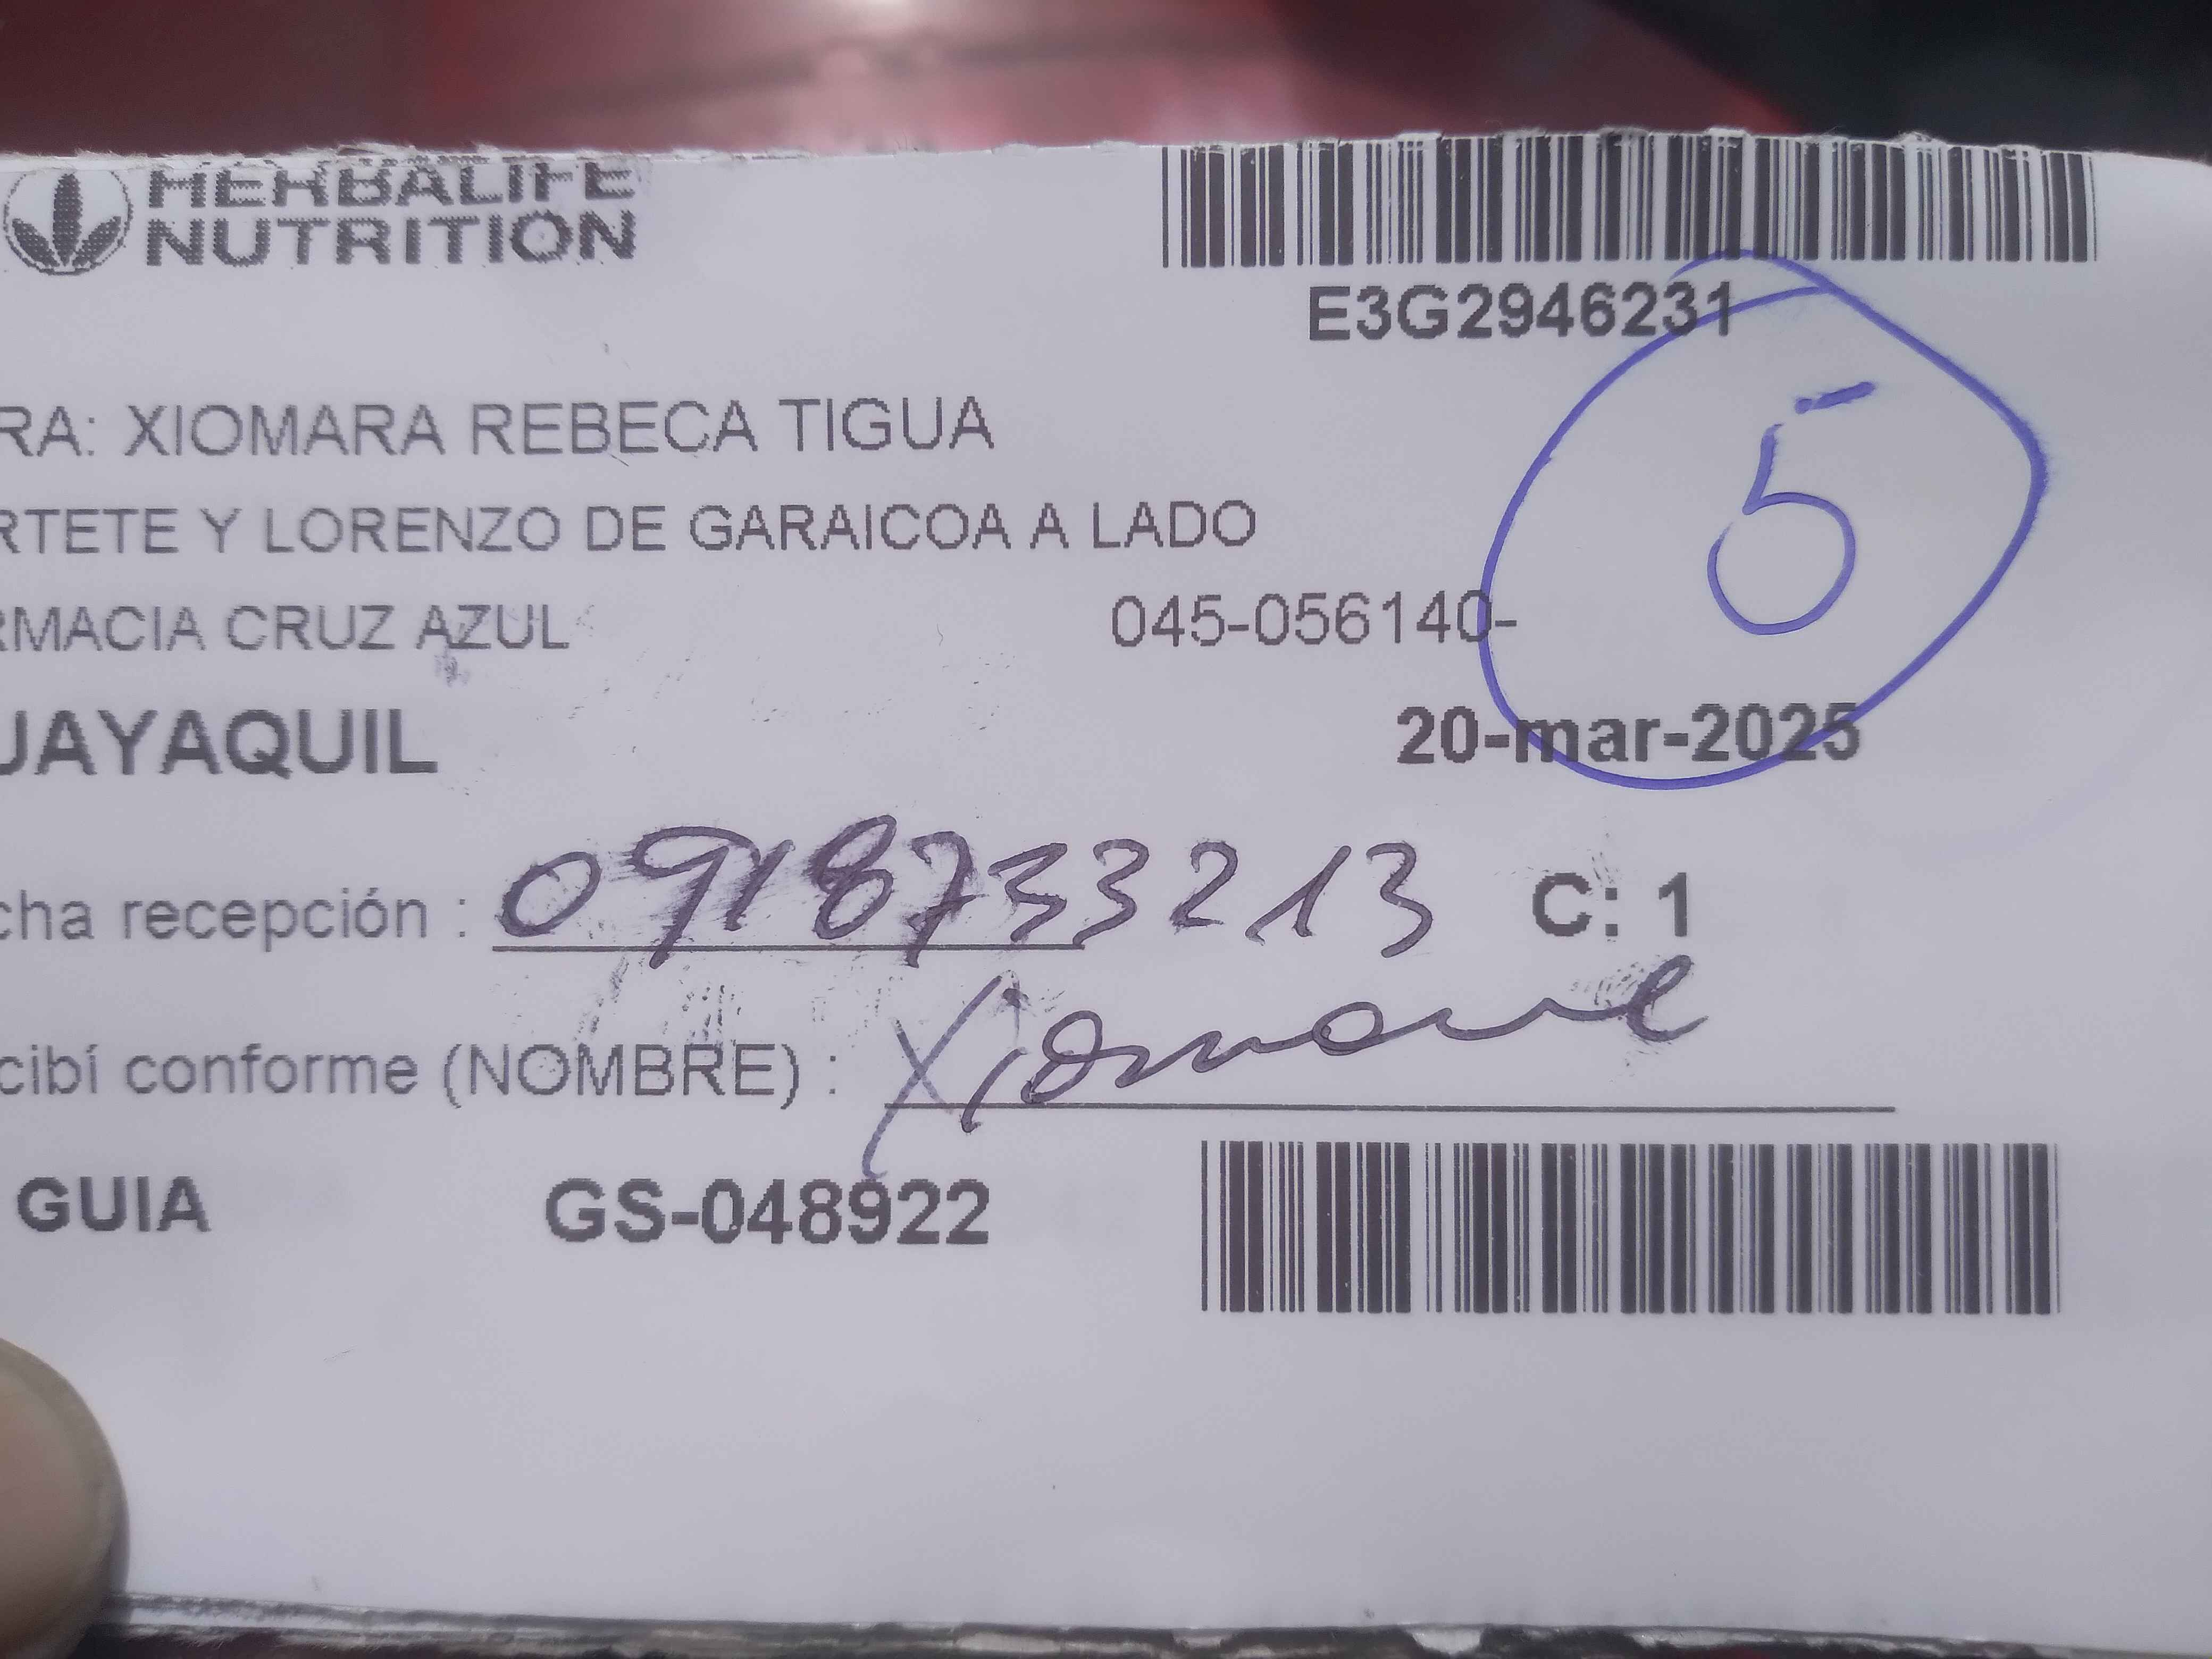 HERBALIFE
NUTRITION
E3G2946231
RA: XIOMARA REBECA TIGUA
5
RTETE Y LORENZO DE GARAICOA A LADO
RMACIA CRUZ AZUL 045-056140-
UAYAQUIL 20-mar-2025
cha recepción : 0918733213 C: 1
cibí conforme (NOMBRE) : Xiomara
GUIA GS-048922